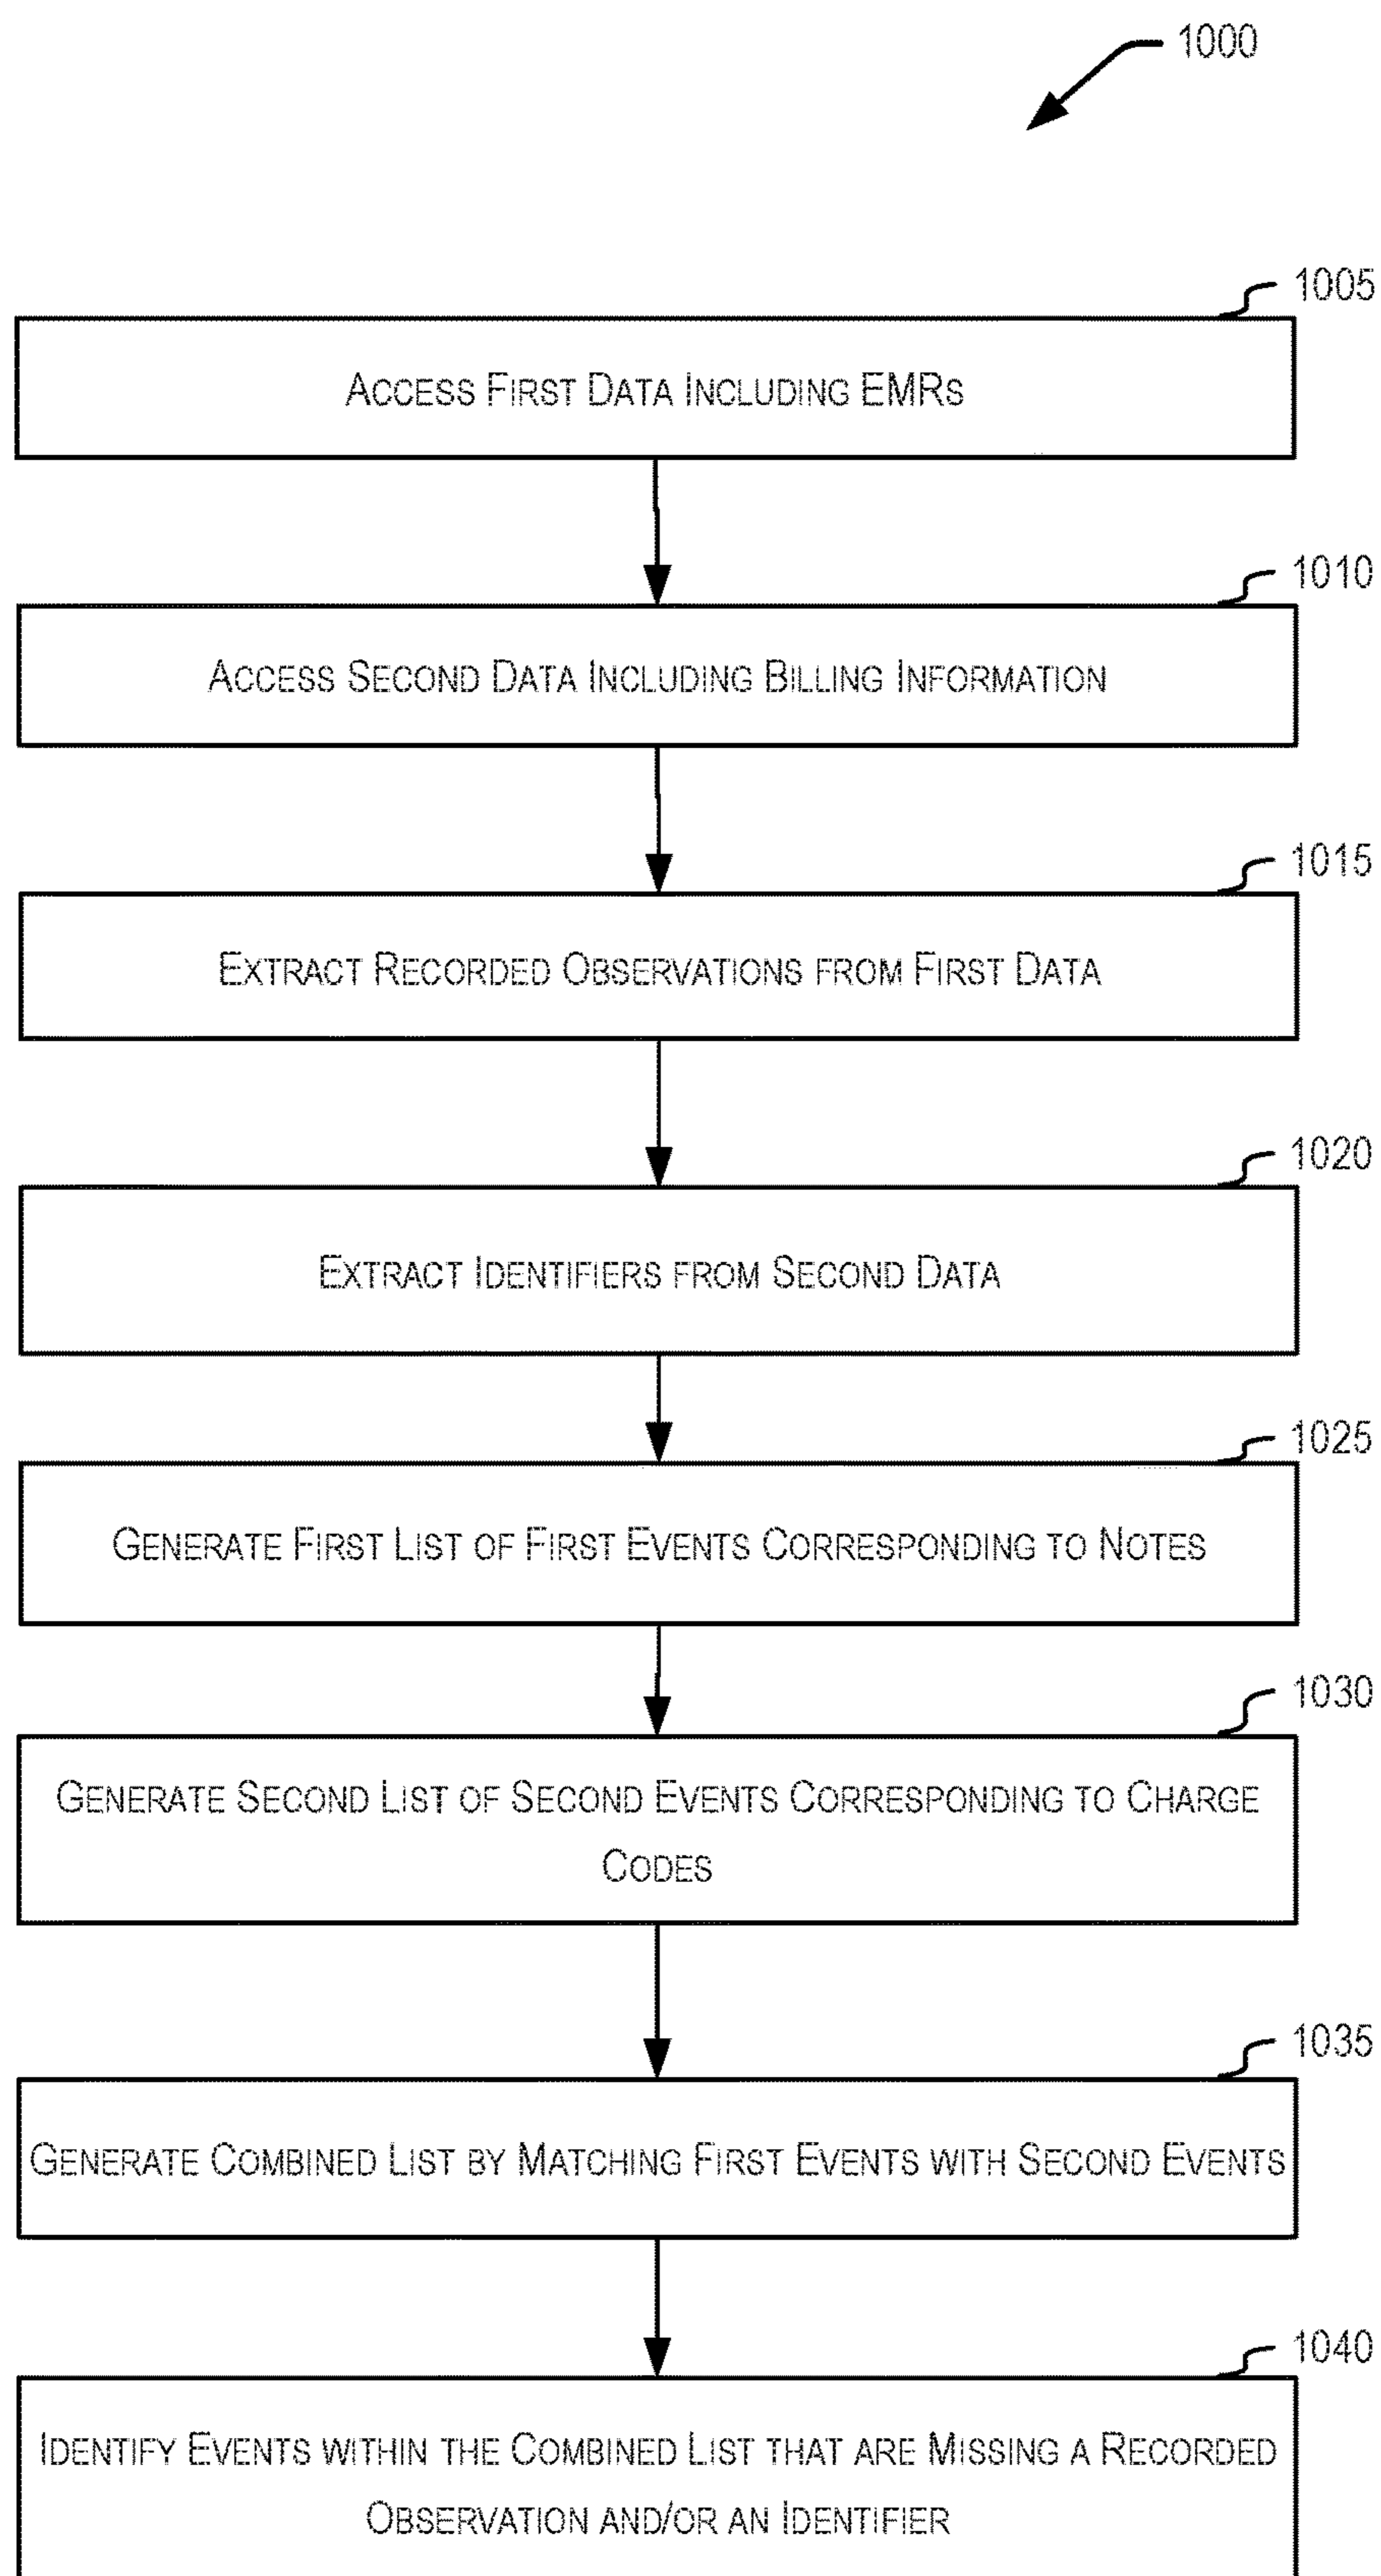 1000
1005
Access First Data Including EMRs
1010
Access Second Data Including Billing Information
1015
Extract Recorded Observations from First Data
1020
Extract Identifiers from Second Data
1025
Generate First List of First Events Corresponding to Notes
1030
Generate Second List of Second Events Corresponding to Charge
Codes
1035
Generate Combined List by Matching First Events with Second Events
1040
Identify Events within the Combined List that are Missing a Recorded
Observation and/or an Identifier